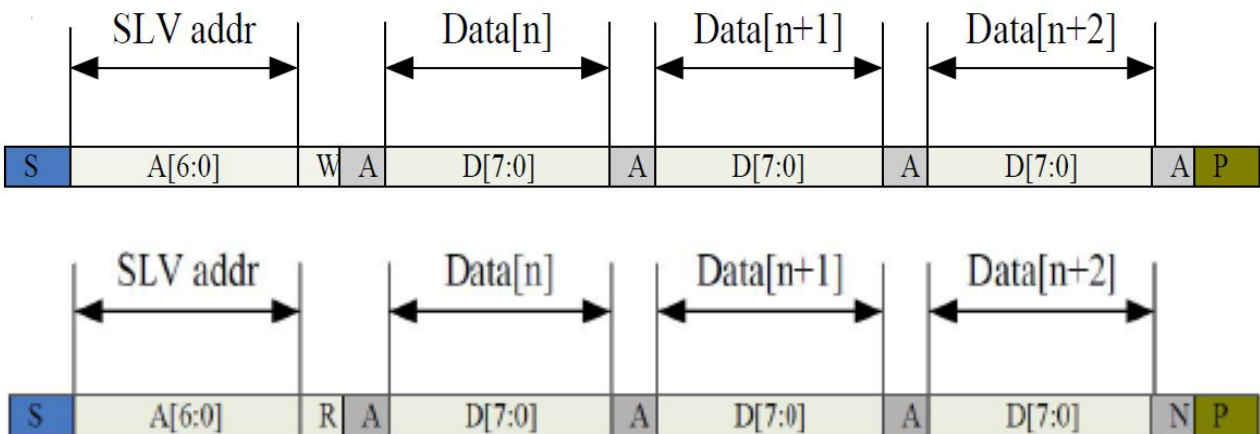 SLV addr Data[n] Data[n+1] Data[n+2]
S A[6:0] W A D[7:0] A D[7:0] A D[7:0] A P
SLV addr Data[n] Data[n+1] Data[n+2]
S A[6:0] R A D[7:0] A D[7:0] A D[7:0] N P